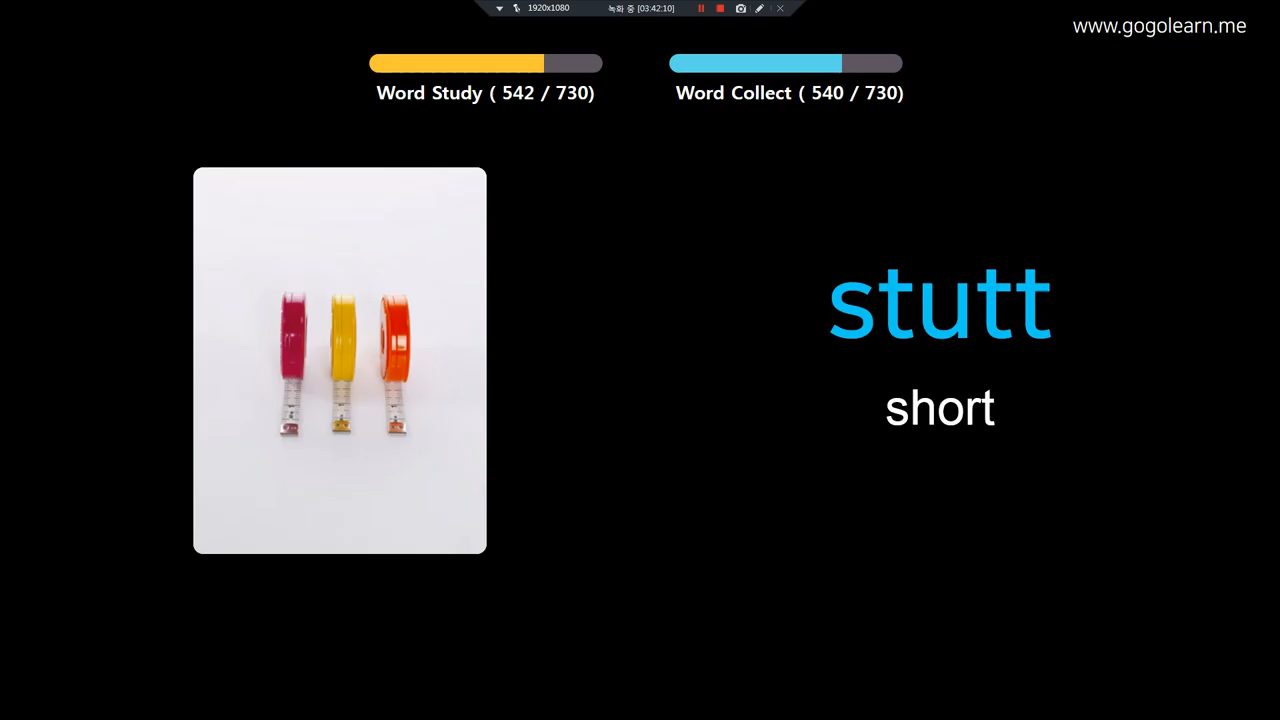 1920x1080 녹화 중 [03:42:10]
www.gogolearn.me
Word Study ( 542 / 730)
Word Collect ( 540 / 730)
stutt
short